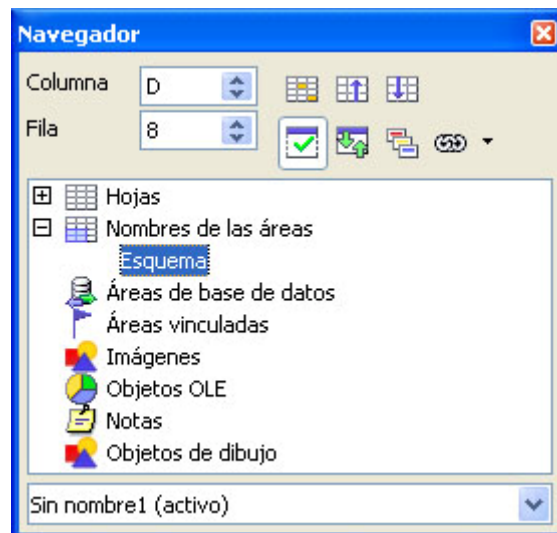 Navegador
Columna D
Fila 8
Hojas
Nombres de las áreas
Esquema
Áreas de base de datos
Áreas vinculadas
Imágenes
Objetos OLE
Notas
Objetos de dibujo
Sin nombre1 (activo)